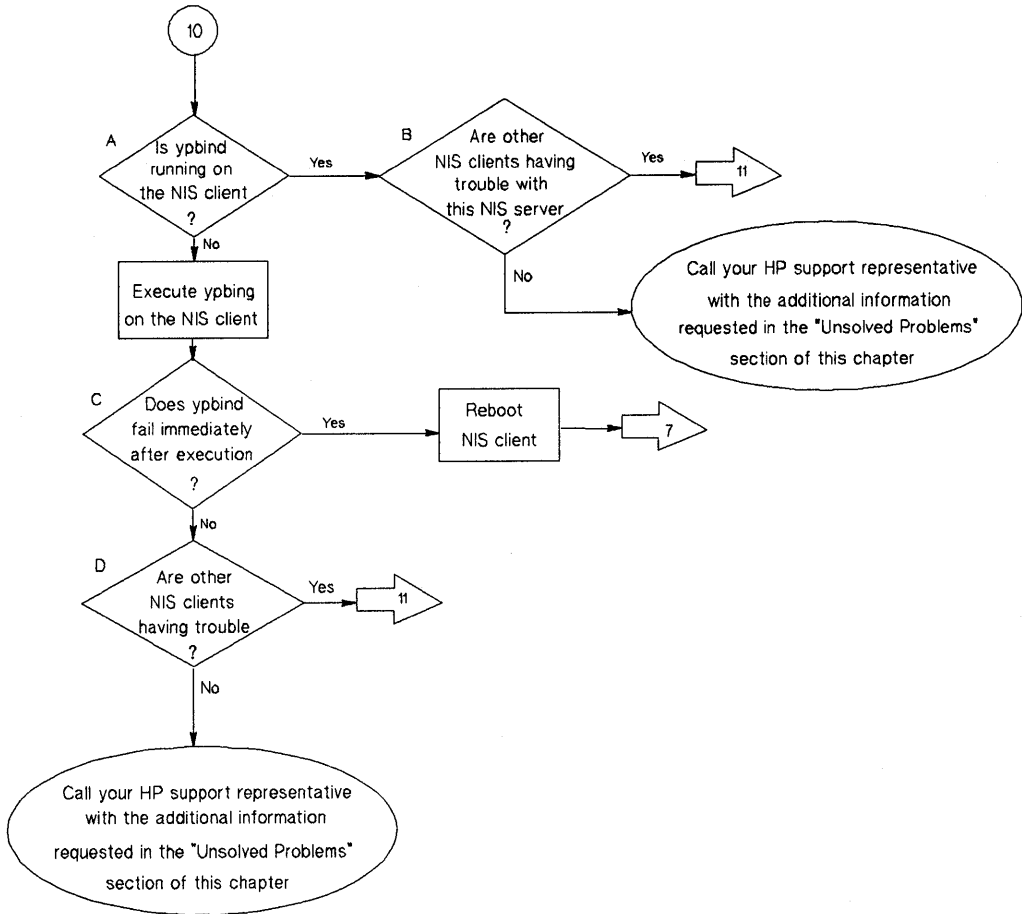 10
A
Is ypbind
running on
the NIS client
?
Yes
B
Are other
NIS clients having
trouble with
this NIS server
?
Yes
11
No
Call your HP support representative
with the additional information
requested in the "Unsolved Problems"
section of this chapter
No
Execute ypbing
on the NIS client
C
Does ypbind
fail immediately
after execution
?
Yes
Reboot
NIS client
7
No
D
Are other
NIS clients
having trouble
?
Yes
11
No
Call your HP support representative
with the additional information
requested in the "Unsolved Problems"
section of this chapter